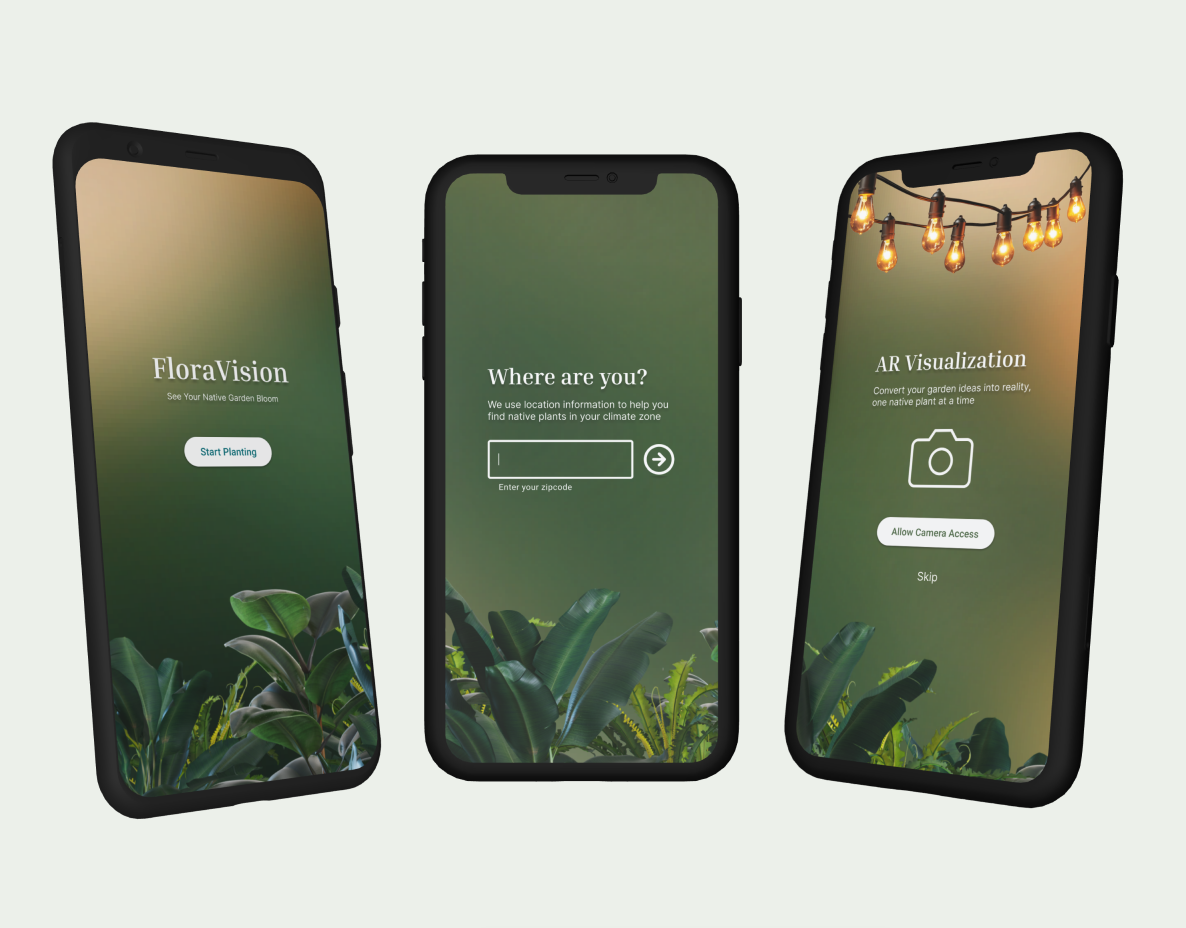 FloraVision
See Your Native Garden Bloom
Start Planting
Where are you?
We use location information to help you
find native plants in your climate zone
Enter your zipcode
AR Visualization
Convert your garden ideas into reality,
one native plant at a time
Allow Camera Access
Skip